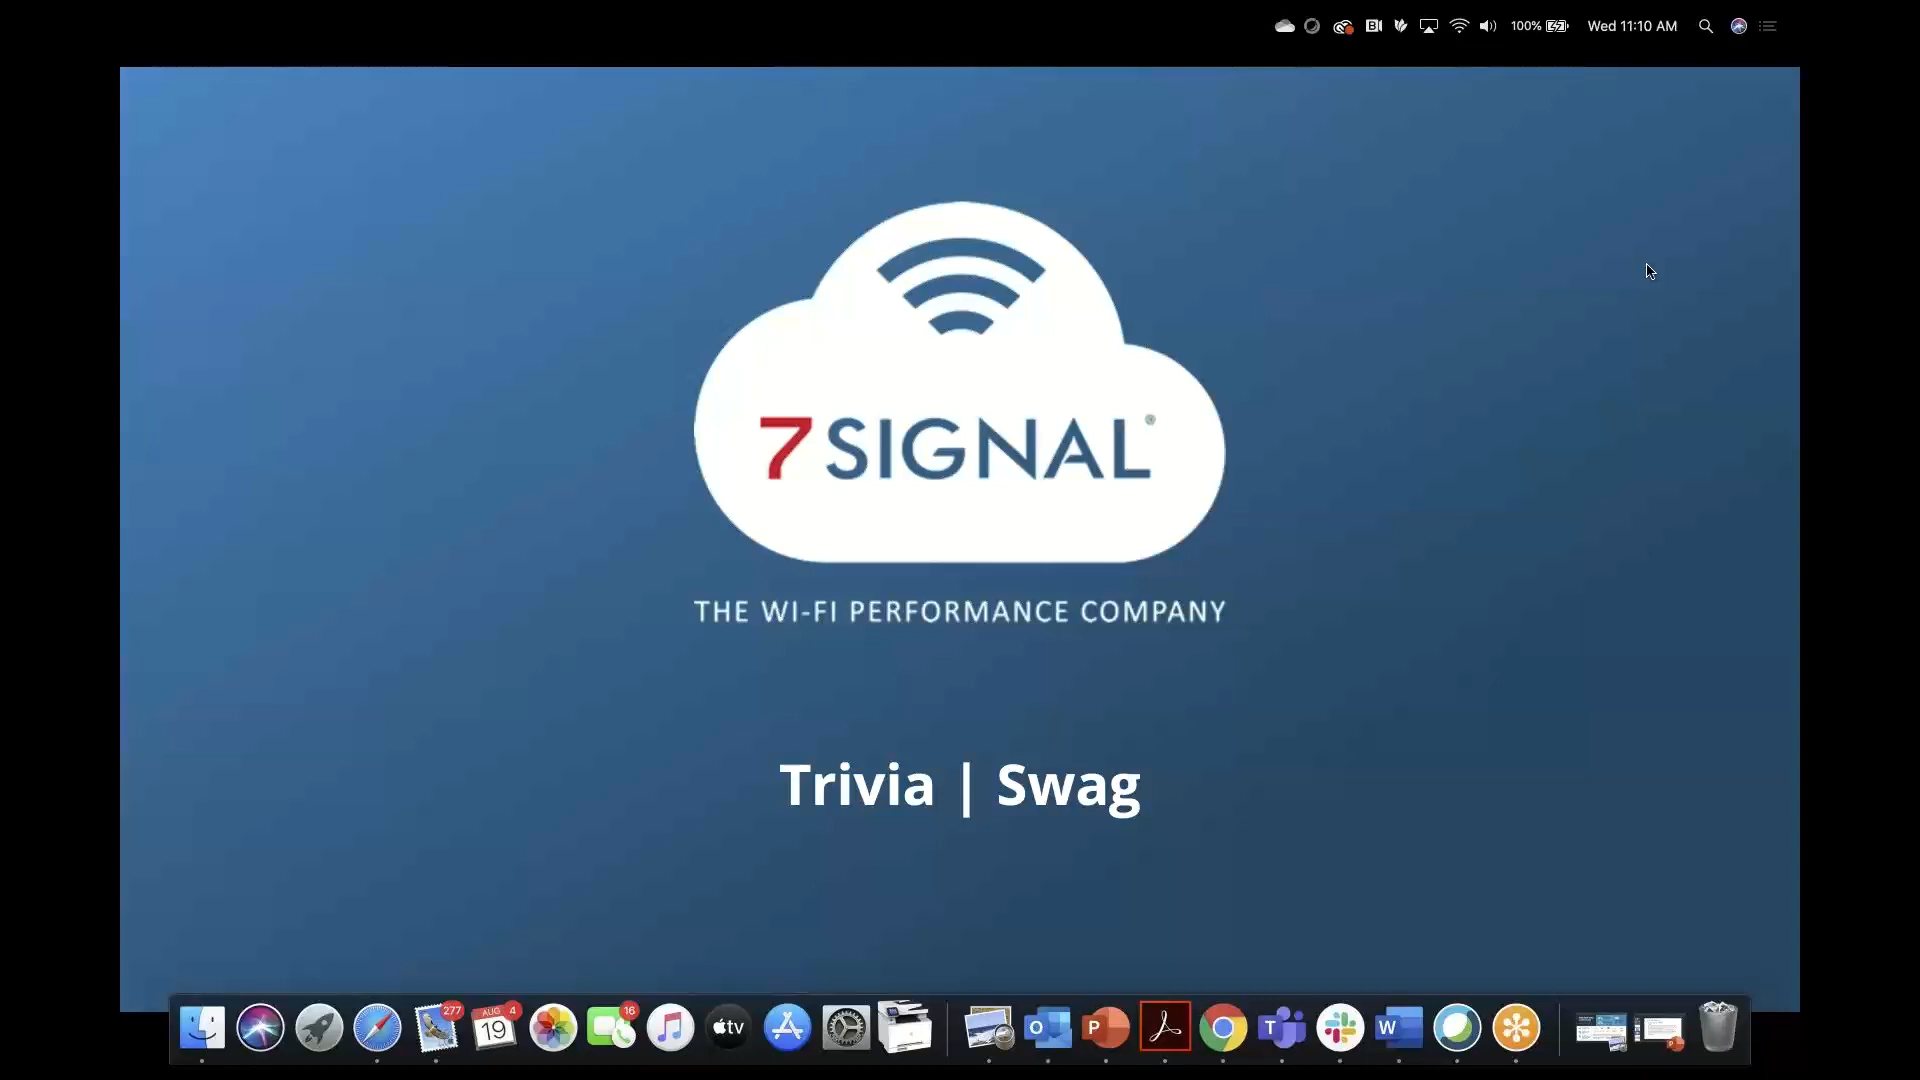 100% Wed 11:10 AM
7SIGNAL®
THE WI-FI PERFORMANCE COMPANY
Trivia | Swag
277
AUG 4
19
16
tv
O
P
T
W